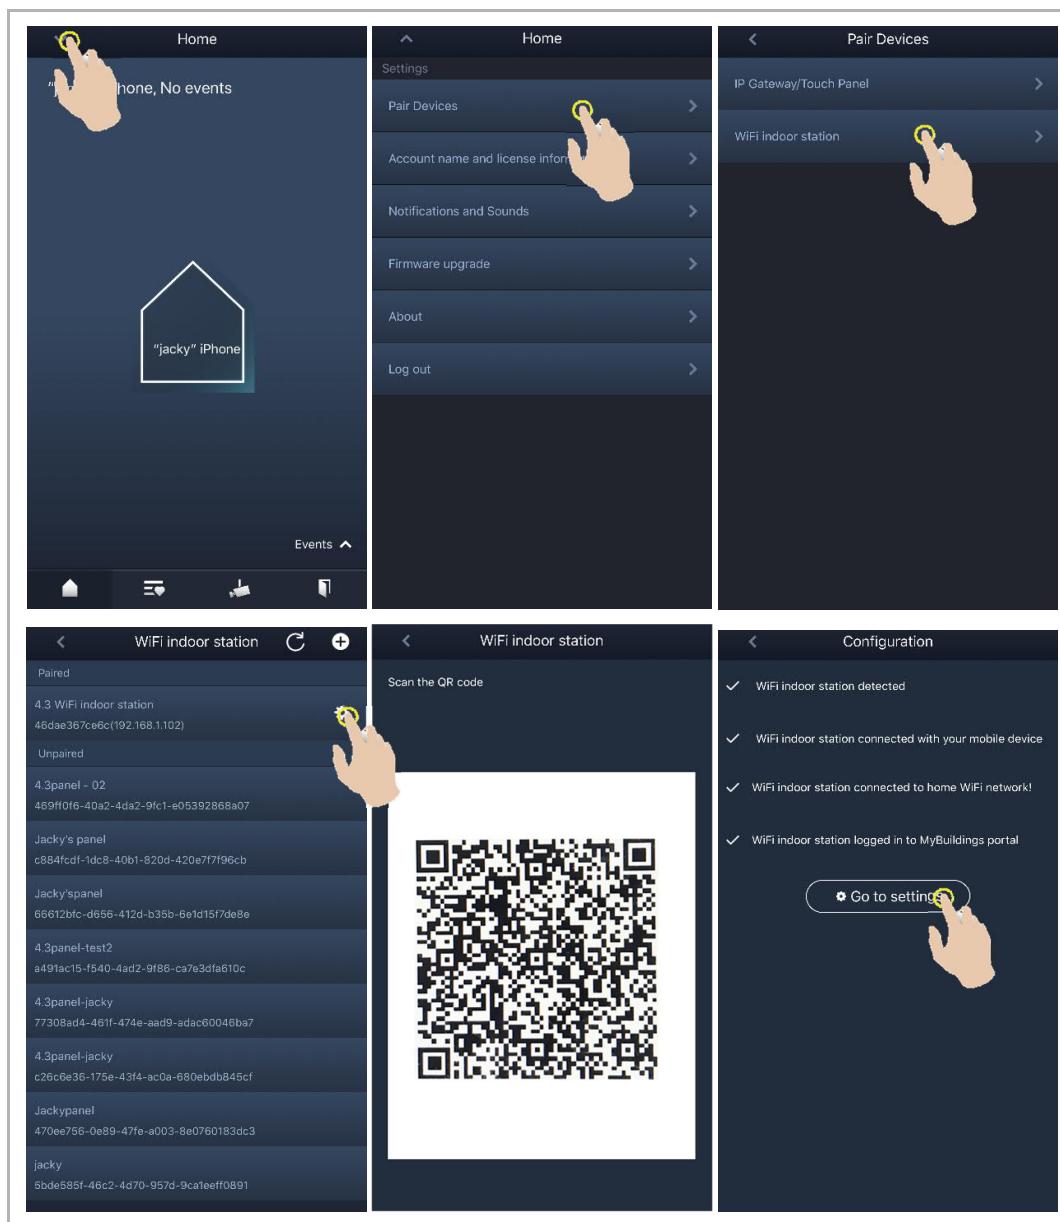 Home
"j hone, No events
"jacky" iPhone
Events
Home
Settings
Pair Devices
Account name and license inform
Notifications and Sounds
Firmware upgrade
About
Log out
Pair Devices
IP Gateway/Touch Panel
WiFi indoor station
WiFi indoor station
Paired
4.3 WiFi indoor station
46dae367ce6c(192.168.1.102)
Unpaired
4.3panel - 02
469ff0f6-40a2-4da2-9fc1-e05392868a07
Jacky's panel
c884fcdf-1dc8-40b1-820d-420e7f7f96cb
Jacky'spanel
66612bfc-d656-412d-b35b-6e1d15f7de8e
4.3panel-test2
a491ac15-f540-4ad2-9f86-ca7e3dfa610c
4.3panel-jacky
77308ad4-461f-474e-aad9-adac60046ba7
4.3panel-jacky
c26c6e36-175e-43f4-ac0a-680ebdb845cf
Jackypanel
470ee756-0e89-47fe-a003-8e0760183dc3
jacky
5bde585f-46c2-4d70-957d-9ca1eeff0891
WiFi indoor station
Scan the QR code
Configuration
WiFi indoor station detected
WiFi indoor station connected with your mobile device
WiFi indoor station connected to home WiFi network!
WiFi indoor station logged in to MyBuildings portal
Go to settings